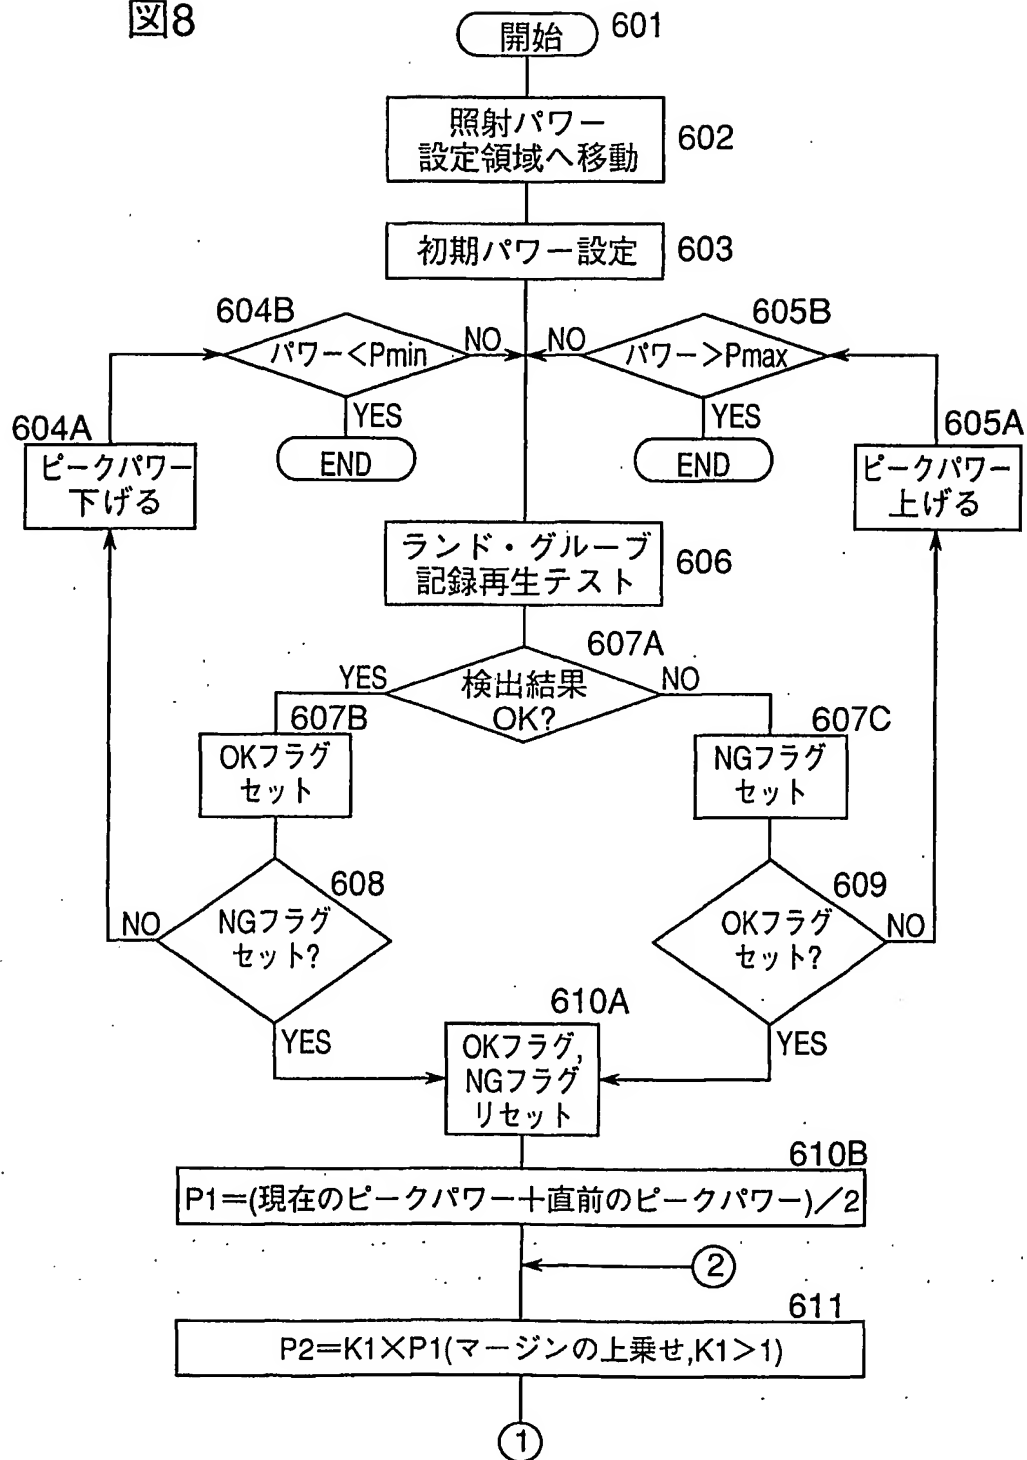 図8
開始
601
照射パワー
設定領域へ移動
602
初期パワー設定
603
604B
パワー<Pmin
NO
YES
END
605B
パワー>Pmax
NO
YES
END
604A
ピークパワー
下げる
605A
ピークパワー
上げる
ランド・グルーブ
記録再生テスト
606
607A
検出結果
OK?
YES
NO
607B
OKフラグ
セット
607C
NGフラグ
セット
608
NGフラグ
セット?
NO
YES
609
OKフラグ
セット?
NO
YES
610A
OKフラグ,
NGフラグ
リセット
610B
P1=(現在のピークパワー+直前のピークパワー)/2
②
611
P2=K1×P1(マージンの上乗せ,K1>1)
①